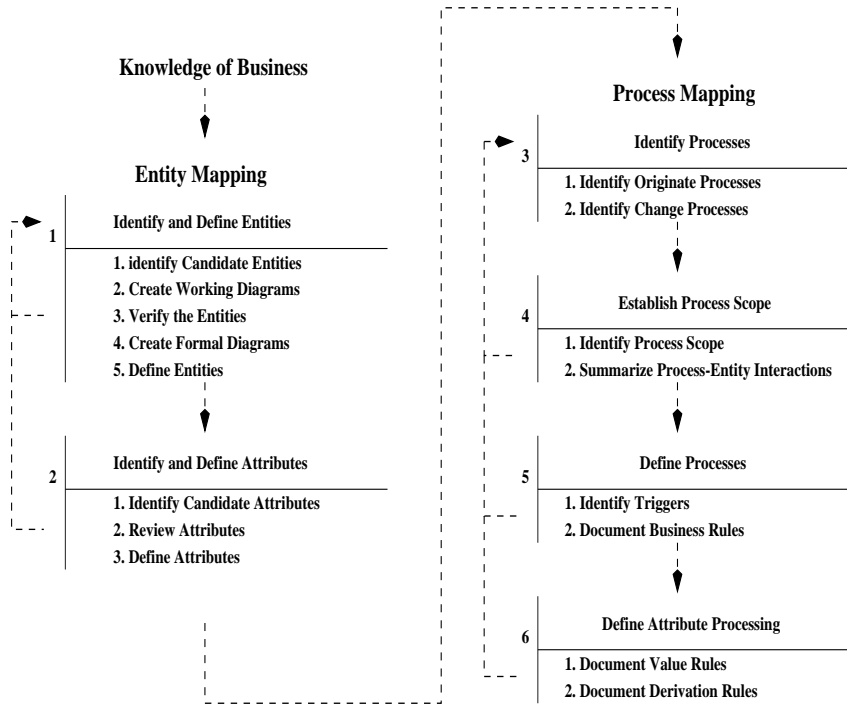 Knowledge of Business
Entity Mapping
1
Identify and Define Entities
1. identify Candidate Entities
2. Create Working Diagrams
3. Verify the Entities
4. Create Formal Diagrams
5. Define Entities
2
Identify and Define Attributes
1. Identify Candidate Attributes
2. Review Attributes
3. Define Attributes
Process Mapping
3
Identify Processes
1. Identify Originate Processes
2. Identify Change Processes
4
Establish Process Scope
1. Identify Process Scope
2. Summarize Process-Entity Interactions
5
Define Processes
1. Identify Triggers
2. Document Business Rules
6
Define Attribute Processing
1. Document Value Rules
2. Document Derivation Rules